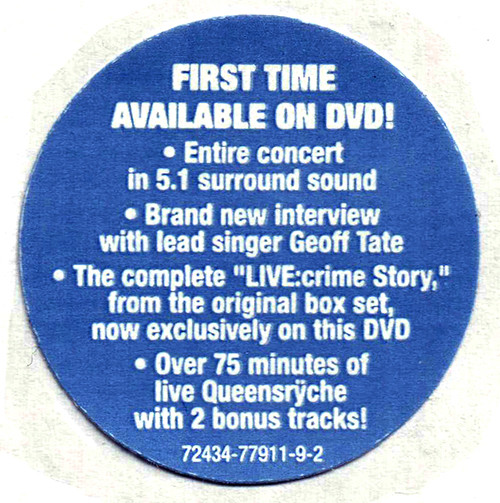 FIRST TIME
AVAILABLE ON DVD!
• Entire concert
in 5.1 surround sound
• Brand new interview
with lead singer Geoff Tate
• The complete "LIVE:crime Story,"
from the original box set,
now exclusively on this DVD
• Over 75 minutes of
live Queensrÿche
with 2 bonus tracks!
72434-77911-9-2